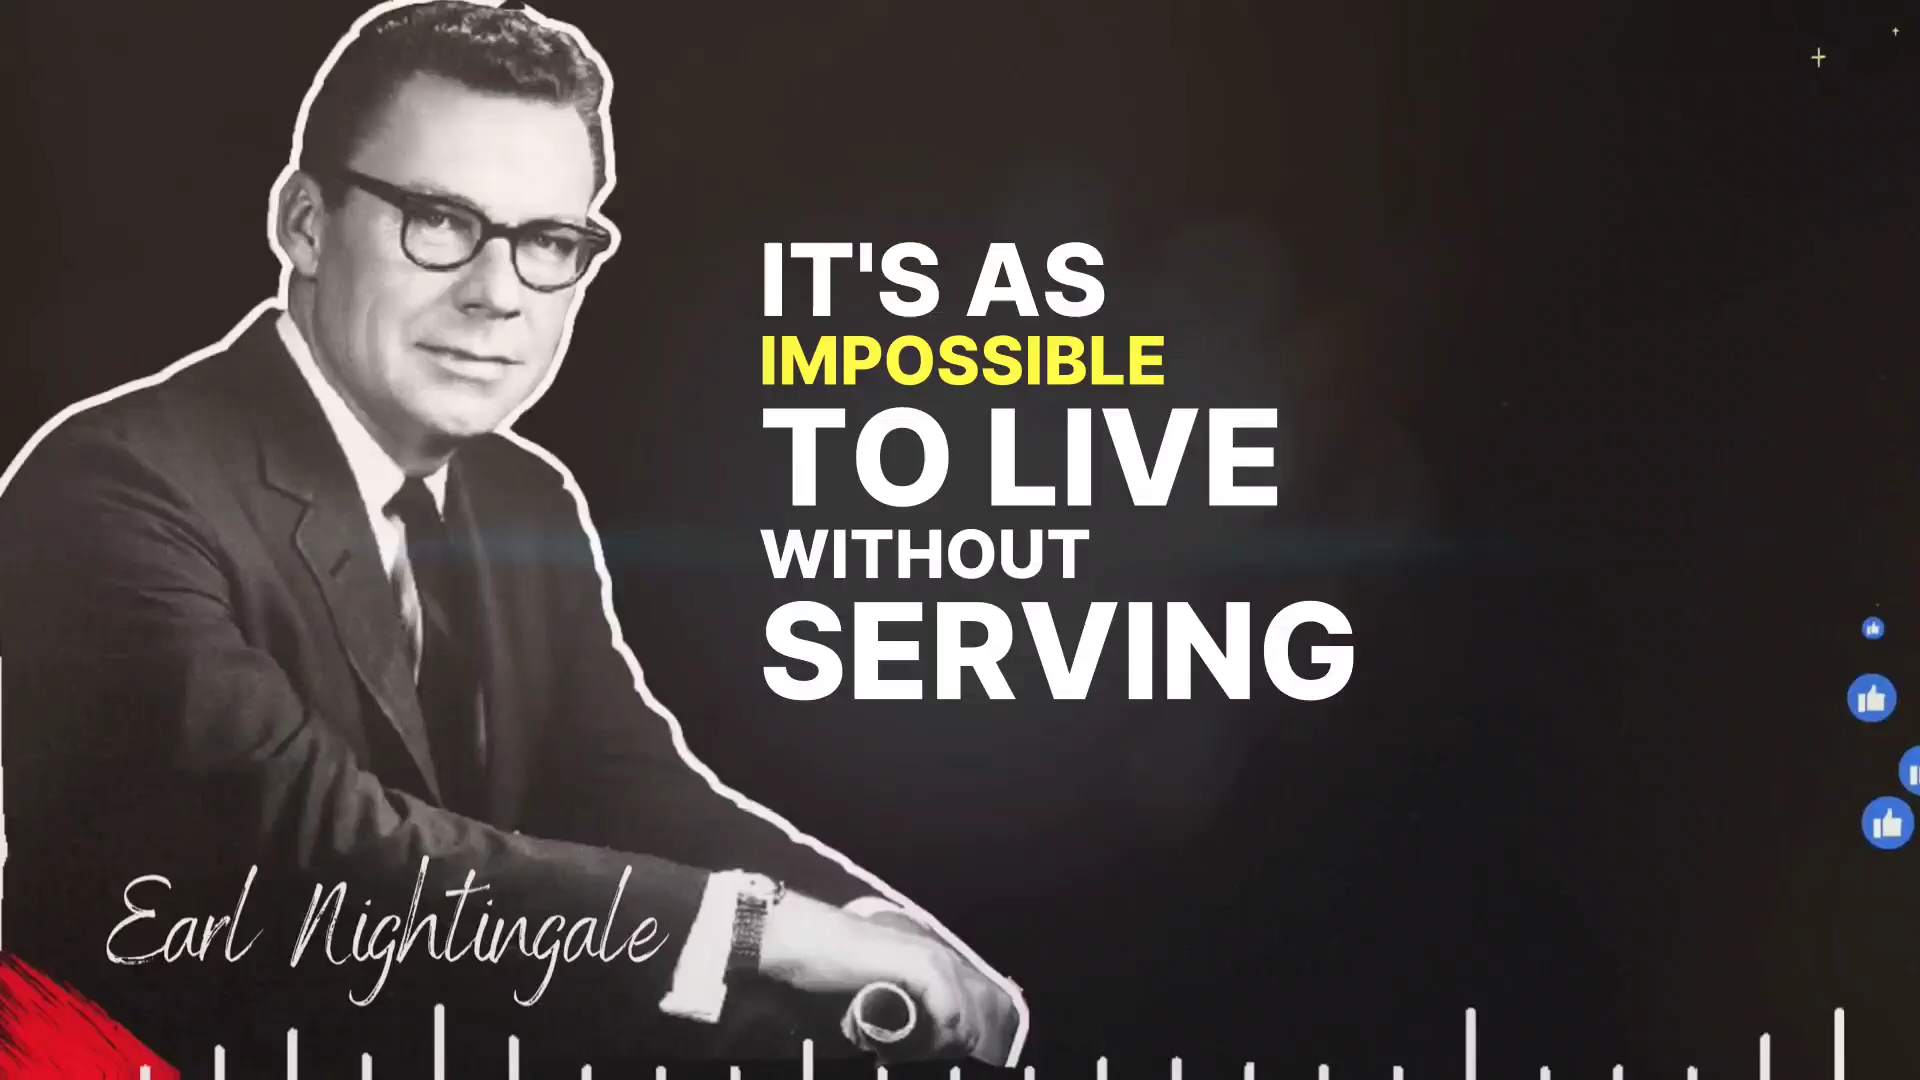 IT'S AS
IMPOSSIBLE
TO LIVE
WITHOUT
SERVING
Earl Nightingale